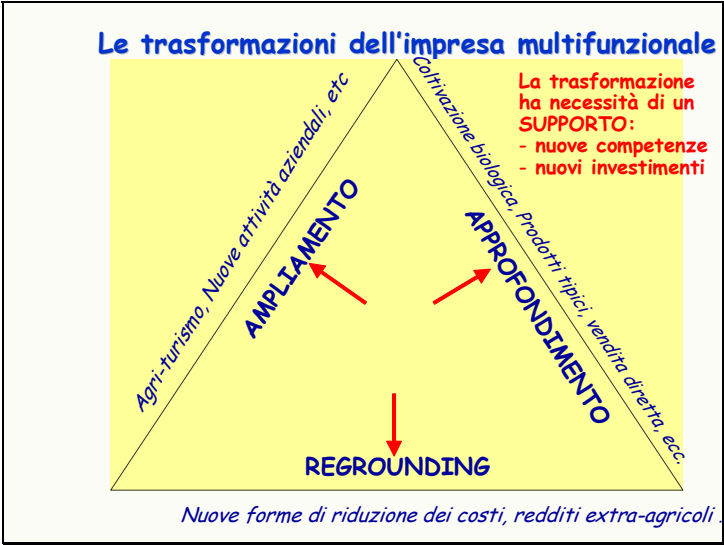 Le trasformazioni dell'impresa multifunzionale
La trasformazione
ha necessità di un
SUPPORTO:
- nuove competenze
- nuovi investimenti
Agri-turismo, Nuove attività aziendali, etc
AMPLIAMENTO
Coltivazione biologica, Prodotti tipici, vendita diretta, ecc.
APPROFONDIMENTO
REGROUNDING
Nuove forme di riduzione dei costi, redditi extra-agricoli .